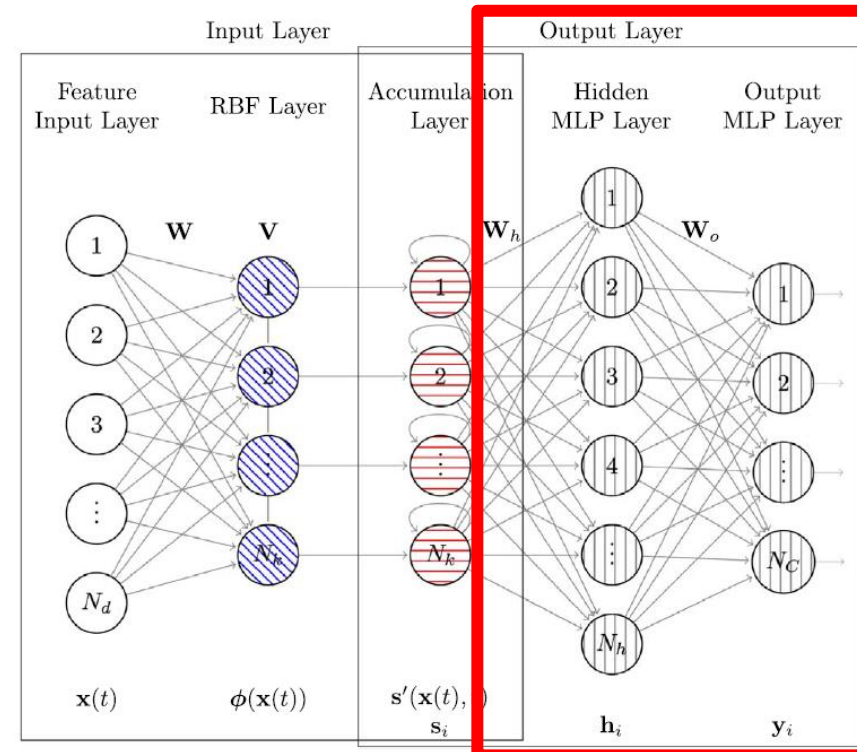 Input Layer
Output Layer
Feature
Input Layer
RBF Layer
Accumulation
Layer
Hidden
MLP Layer
Output
MLP Layer
W
V
W_h
W_o
1
2
3
⋮
N_d
1
2
⋮
N_k
1
2
⋮
N_k
1
2
3
4
⋮
N_h
1
2
⋮
N_C
x(t)
ϕ(x(t))
s′(x(t),
s_i
h_i
y_i